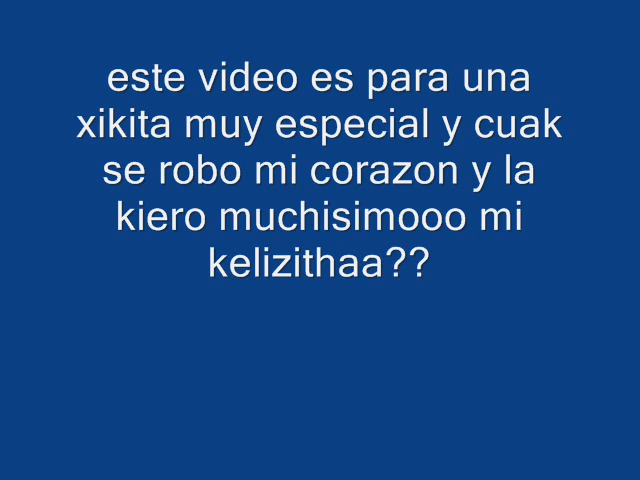 este video es para una
xikita muy especial y cuak
se robo mi corazon y la
kiero muchisimooo mi
kelizithaa??